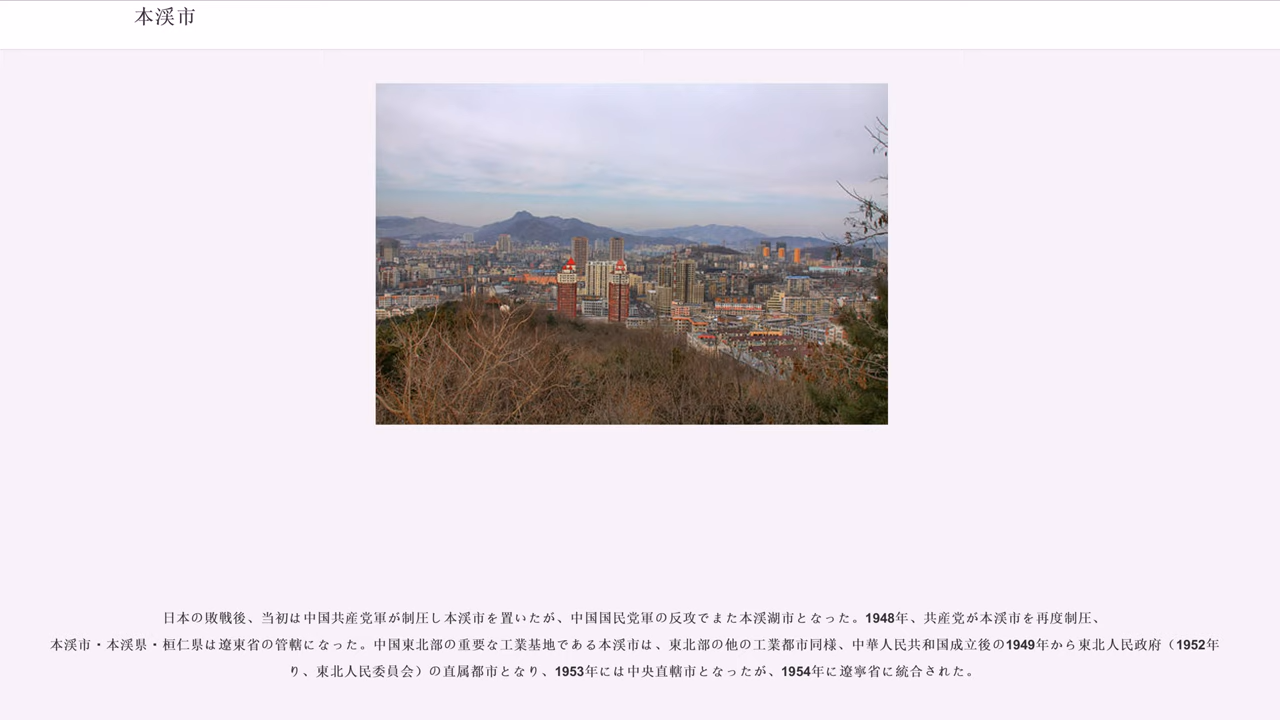 本渓市
日本の敗戦後、当初は中国共産党軍が制圧し本渓市を置いたが、中国国民党軍の反攻でまた本渓湖市となった。1948年、共産党が本渓市を再度制圧、
本渓市・本渓県・桓仁県は遼東省の管轄になった。中国東北部の重要な工業基地である本渓市は、東北部の他の工業都市同様、中華人民共和国成立後の1949年から東北人民政府（1952年
り、東北人民委員会）の直属都市となり、1953年には中央直轄市となったが、1954年に遼寧省に統合された。